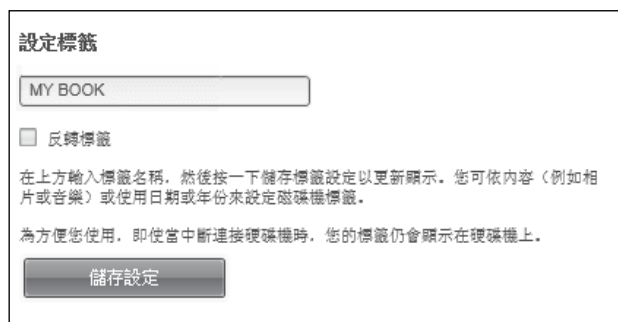 設定標籤
MY BOOK
反轉標籤
在上方輸入標籤名稱，然後按一下儲存標籤設定以更新顯示。您可依內容（例如相
片或音樂）或使用日期或年份來設定磁碟機標籤。
為方便您使用，即使當中斷連接硬碟機時，您的標籤仍會顯示在硬碟機上。
儲存設定